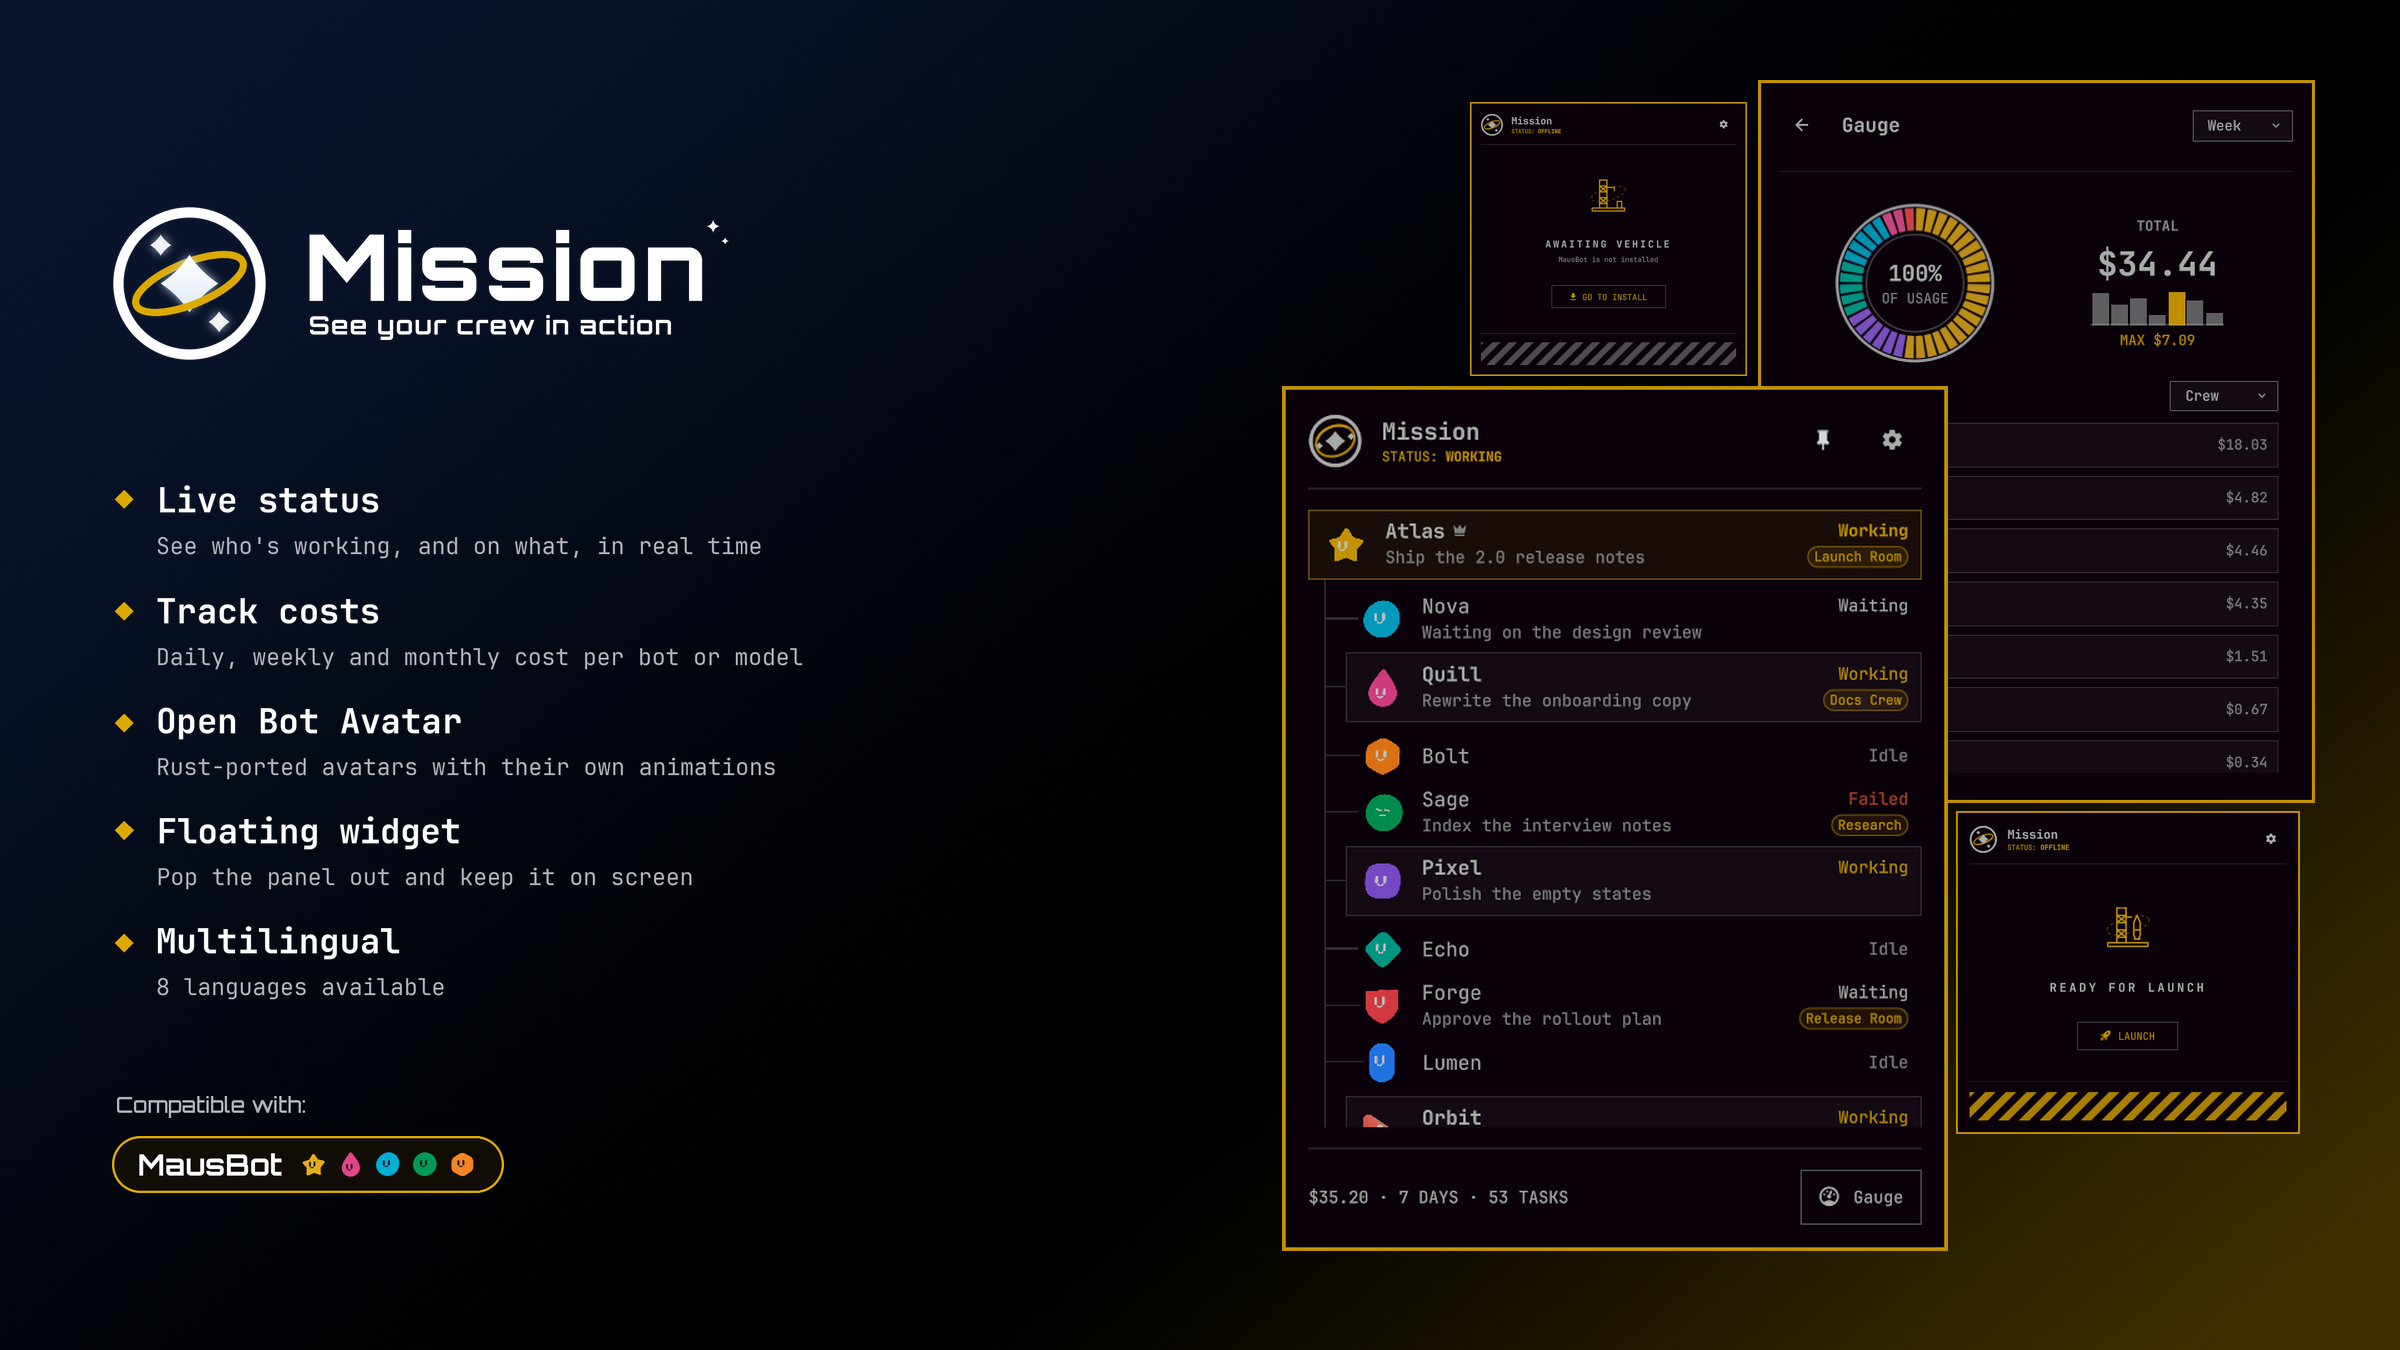 Mission
See your crew in action
Live status
See who's working, and on what, in real time
Track costs
Daily, weekly and monthly cost per bot or model
Open Bot Avatar
Rust-ported avatars with their own animations
Floating widget
Pop the panel out and keep it on screen
Multilingual
8 languages available
Compatible with:
MausBot
Mission
STATUS: OFFLINE
AWAITING VEHICLE
MausBot is not installed
GO TO INSTALL
Gauge
Week
100%
OF USAGE
TOTAL
$34.44
MAX $7.09
Crew
$18.03
$4.82
$4.46
$4.35
$1.51
$0.67
$0.34
Mission
STATUS: WORKING
Atlas
Working
Ship the 2.0 release notes
Launch Room
Nova
Waiting
Waiting on the design review
Quill
Working
Rewrite the onboarding copy
Docs Crew
Bolt
Idle
Sage
Failed
Index the interview notes
Research
Pixel
Working
Polish the empty states
Echo
Idle
Forge
Waiting
Approve the rollout plan
Release Room
Lumen
Idle
Orbit
Working
$35.20 · 7 DAYS · 53 TASKS
Gauge
Mission
STATUS: OFFLINE
READY FOR LAUNCH
LAUNCH